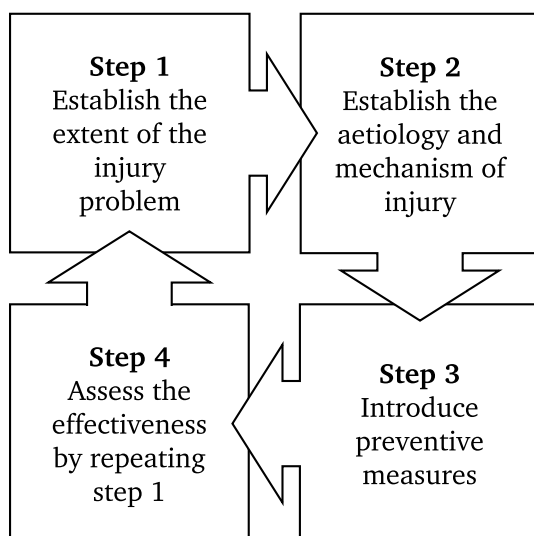 Step 1
Establish the
extent of the
injury
problem
Step 2
Establish the
aetiology and
mechanism of
injury
Step 3
Introduce
preventive
measures
Step 4
Assess the
effectiveness
by repeating
step 1